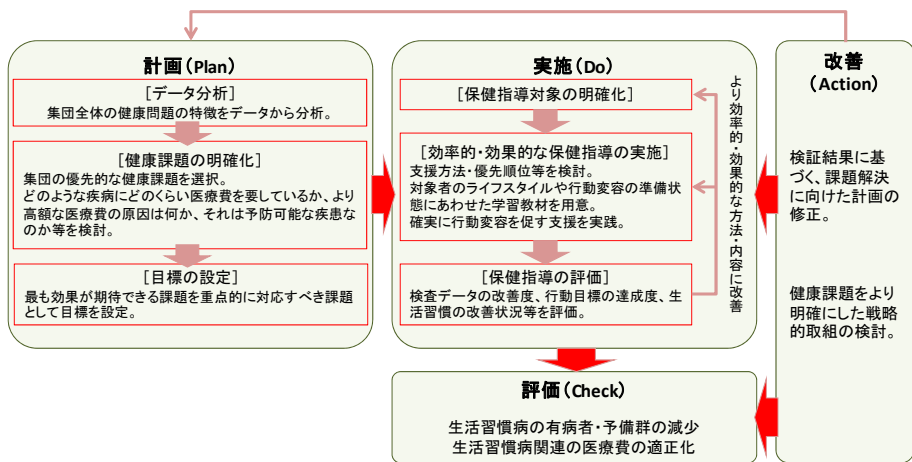 計画(Plan)
[データ分析]
集団全体の健康問題の特徴をデータから分析。
[健康課題の明確化]
集団の優先的な健康課題を選択。
どのような疾病にどのくらい医療費を要しているか、より
高額な医療費の原因は何か、それは予防可能な疾患な
のか等を検討。
[目標の設定]
最も効果が期待できる課題を重点的に対応すべき課題
として目標を設定。
実施(Do)
[保健指導対象の明確化]
[効率的・効果的な保健指導の実施]
支援方法・優先順位等を検討。
対象者のライフスタイルや行動変容の準備状
態にあわせた学習教材を用意。
確実に行動変容を促す支援を実践。
[保健指導の評価]
検査データの改善度、行動目標の達成度、生
活習慣の改善状況等を評価。
より効率的・効果的な方法・内容に改善
改善
(Action)
検証結果に基
づく、課題解決
に向けた計画の
修正。
健康課題をより
明確にした戦略
的取組の検討。
評価(Check)
生活習慣病の有病者・予備群の減少
生活習慣病関連の医療費の適正化